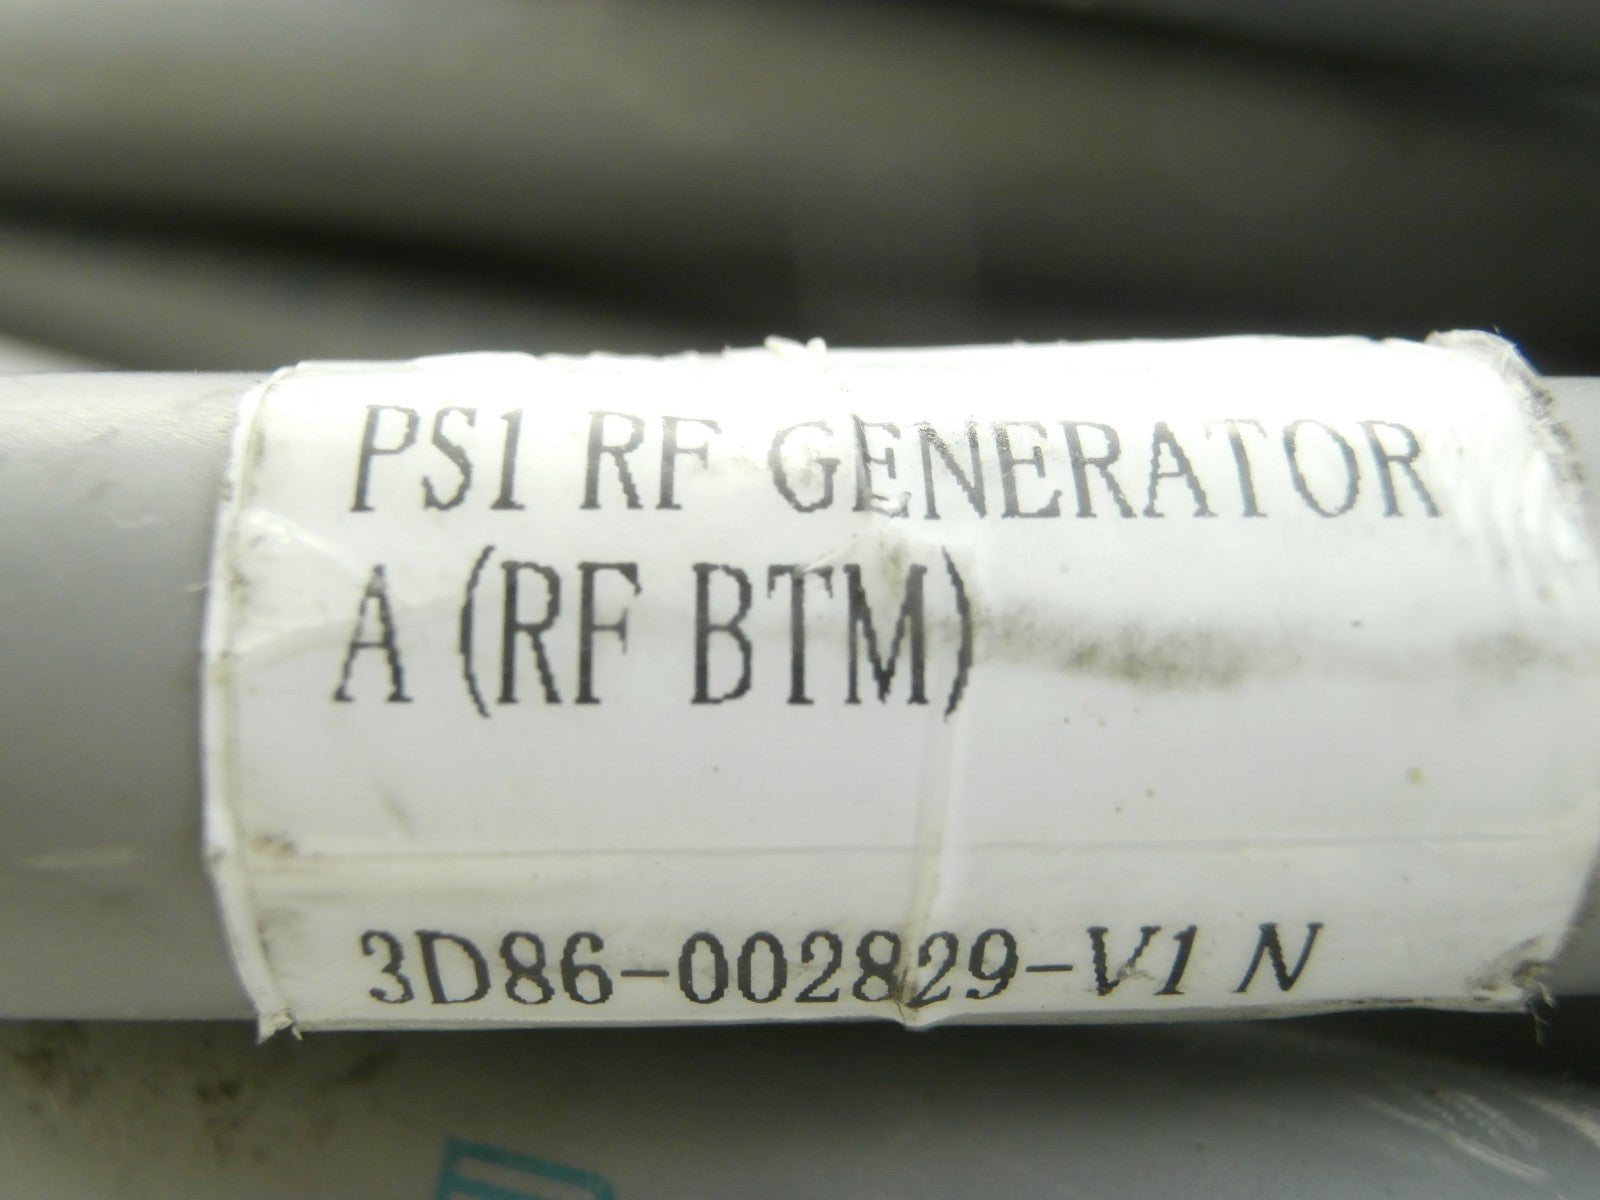 PS1 RF GENERATOR
A (RF BTM)
3D86-002829-V1 N